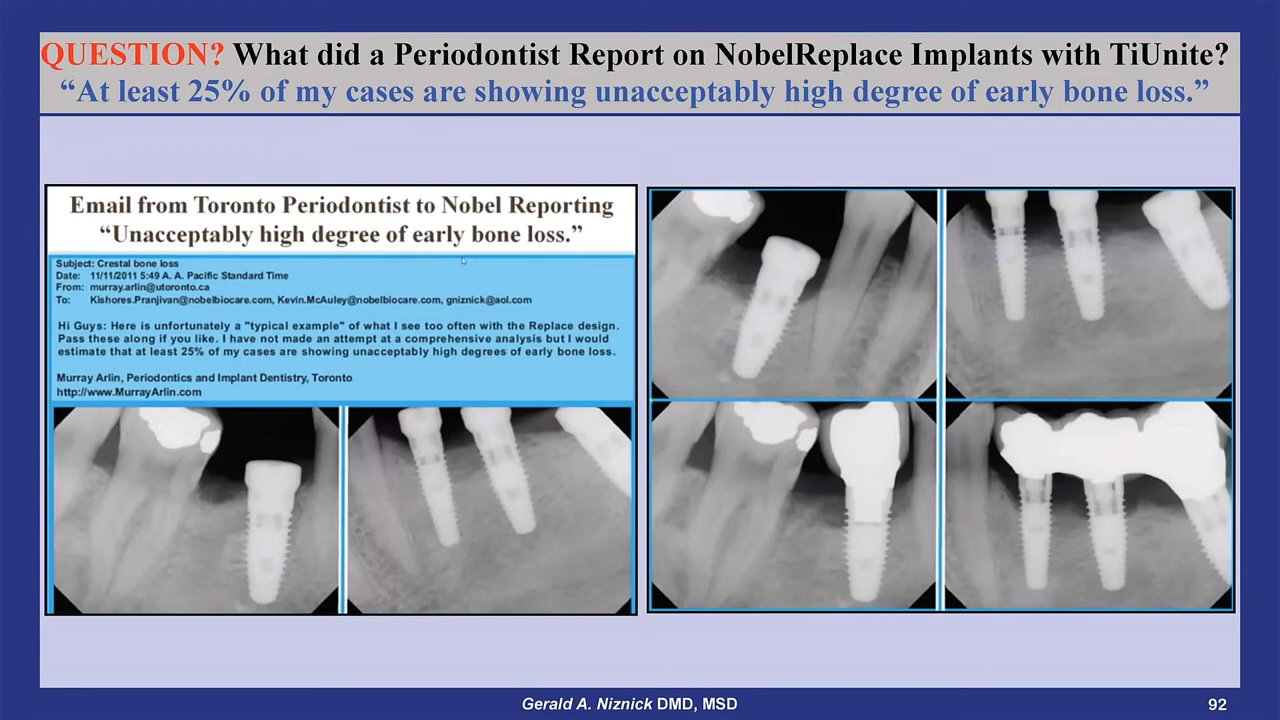 QUESTION? What did a Periodontist Report on NobelReplace Implants with TiUnite?
“At least 25% of my cases are showing unacceptably high degree of early bone loss.”
Email from Toronto Periodontist to Nobel Reporting
“Unacceptably high degree of early bone loss.”
Subject: Crestal bone loss
Date: 11/11/2011 5:49 A. A. Pacific Standard Time
From: murray.arlin@utoronto.ca
To: Kishores.Pranjivan@nobelbiocare.com, Kevin.McAuley@nobelbiocare.com, gniznick@aol.com
Hi Guys: Here is unfortunately a "typical example" of what I see too often with the Replace design.
Pass these along if you like. I have not made an attempt at a comprehensive analysis but I would
estimate that at least 25% of my cases are showing unacceptably high degrees of early bone loss.
Murray Arlin, Periodontics and Implant Dentistry, Toronto
http://www.MurrayArlin.com
Gerald A. Niznick DMD, MSD
92